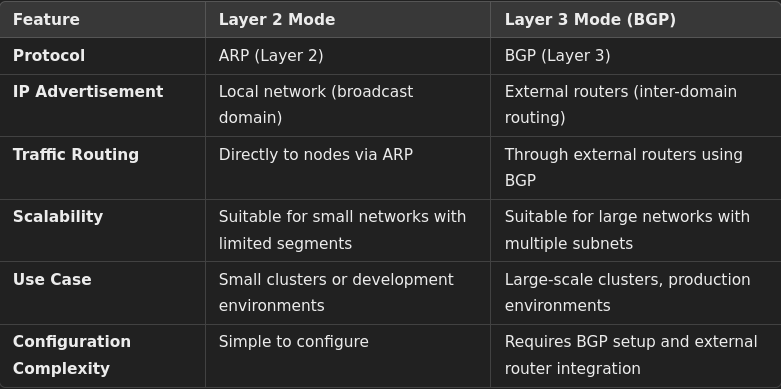 Feature Layer 2 Mode Layer 3 Mode (BGP)
Protocol ARP (Layer 2) BGP (Layer 3)
IP Advertisement Local network (broadcast External routers (inter-domain
domain) routing)
Traffic Routing Directly to nodes via ARP Through external routers using
BGP
Scalability Suitable for small networks with Suitable for large networks with
limited segments multiple subnets
Use Case Small clusters or development Large-scale clusters, production
environments environments
Configuration Simple to configure Requires BGP setup and external
Complexity router integration